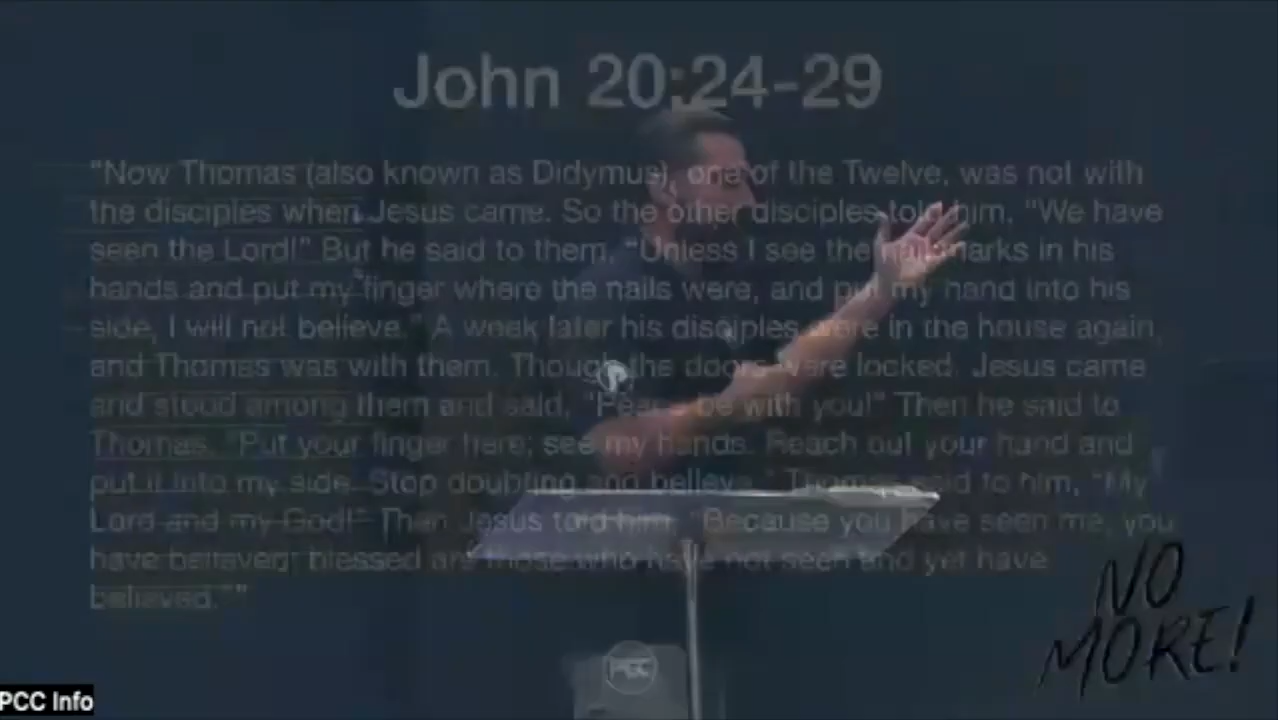 John 20:24-29
"Now Thomas (also known as Didymus), one of the Twelve, was not with
the disciples when Jesus came. So the other disciples told him, "We have
seen the Lord!" But he said to them, "Unless I see the nail marks in his
hands and put my finger where the nails were, and put my hand into his
side, I will not believe." A week later his disciples were in the house again,
and Thomas was with them. Though the doors were locked, Jesus came
and stood among them and said, "Peace be with you!" Then he said to
Thomas, "Put your finger here; see my hands. Reach out your hand and
put it into my side. Stop doubting and believe." Thomas said to him, "My
Lord and my God!" Then Jesus told him, "Because you have seen me, you
have believed; blessed are those who have not seen and yet have
believed.""
NO
MORE!
PCC
PCC Info